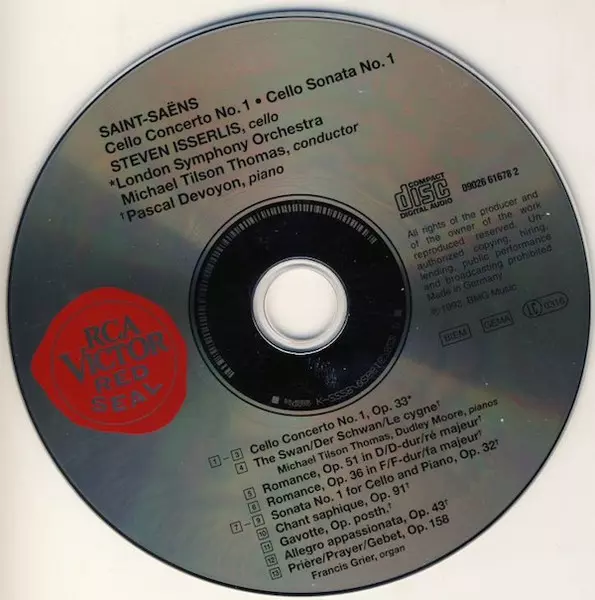 SAINT-SAËNS
Cello Concerto No. 1 • Cello Sonata No. 1
STEVEN ISSERLIS, cello
*London Symphony Orchestra
Michael Tilson Thomas, conductor
†Pascal Devoyon, piano
COMPACT
disc
DIGITAL AUDIO
09026 61678 2
All rights of the producer and
of the owner of the work
reproduced reserved. Un-
authorized copying, hiring,
lending, public performance
and broadcasting prohibited
Made in Germany
℗ 1992, BMG Music
BIEM
GEMA
LC 0316
RCA
VICTOR
RED
SEAL
1 - 3 Cello Concerto No. 1, Op. 33*
4 The Swan/Der Schwan/Le cygne†
Michael Tilson Thomas, Dudley Moore, pianos
5 Romance, Op. 51 in D/D-dur/ré majeur†
6 Romance, Op. 36 in F/F-dur/fa majeur†
7 - 9 Sonata No. 1 for Cello and Piano, Op. 32†
10 Chant saphique, Op. 91†
11 Gavotte, Op. posth.†
12 Allegro appassionata, Op. 43†
13 Prière/Prayer/Gebet, Op. 158
Francis Grier, organ